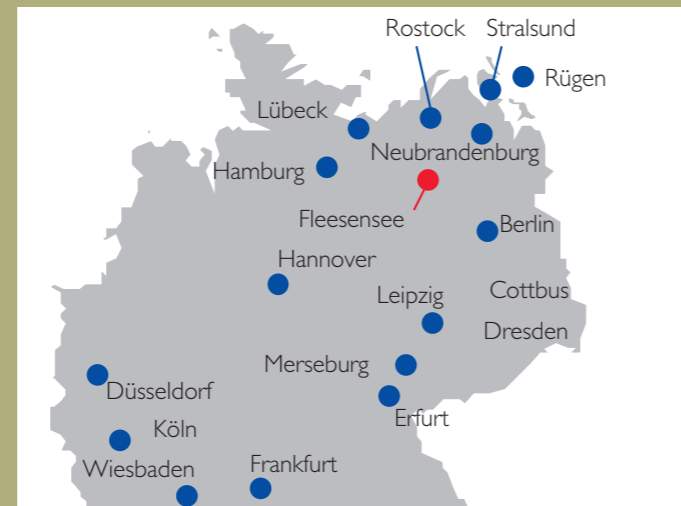 Rostock
Stralsund
Rügen
Lübeck
Neubrandenburg
Hamburg
Fleesensee
Berlin
Hannover
Leipzig
Cottbus
Dresden
Merseburg
Düsseldorf
Erfurt
Köln
Wiesbaden
Frankfurt